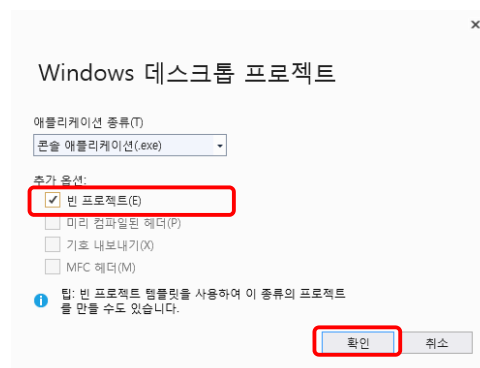 Windows 데스크톱 프로젝트
애플리케이션 종류(T)
콘솔 애플리케이션(.exe)
추가 옵션:
빈 프로젝트(E)
미리 컴파일된 헤더(P)
기호 내보내기(X)
MFC 헤더(M)
팁: 빈 프로젝트 템플릿을 사용하여 이 종류의 프로젝트
를 만들 수도 있습니다.
확인 취소